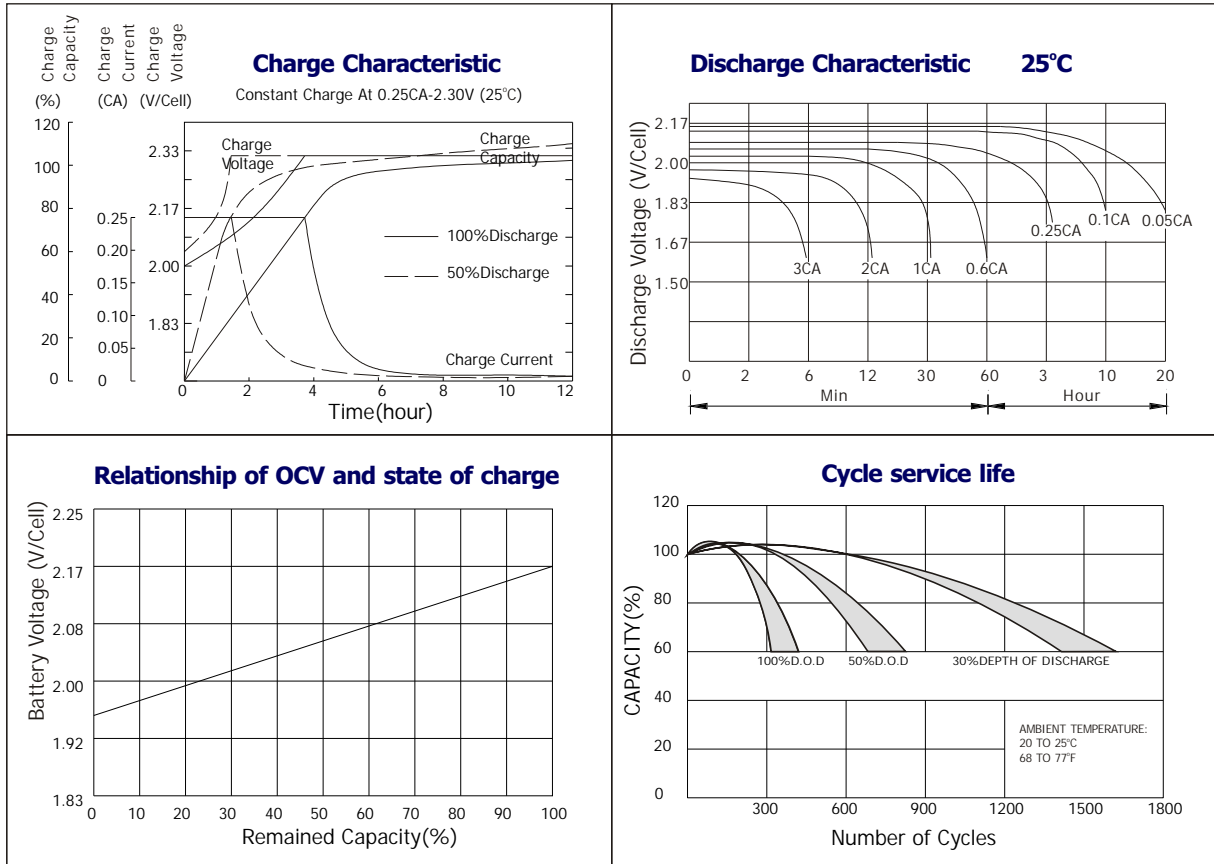 Charge Characteristic
Constant Charge At 0.25CA-2.30V (25°C)
Charge Capacity
Charge Current
Charge Voltage
(%) (CA) (V/Cell)
120
100
80
60
40
20
0
0.25
0.20
0.15
0.10
0.05
0
2.33
2.17
2.00
1.83
Charge Voltage
Charge Capacity
100%Discharge
50%Discharge
Charge Current
0 2 4 6 8 10 12
Time(hour)
Discharge Characteristic 25°C
Discharge Voltage (V/Cell)
2.17
2.00
1.83
1.67
1.50
3CA 2CA 1CA 0.6CA 0.25CA 0.1CA 0.05CA
0 2 6 12 30 60 3 10 20
Min Hour
Relationship of OCV and state of charge
Battery Voltage (V/Cell)
2.25
2.17
2.08
2.00
1.92
1.83
0 10 20 30 40 50 60 70 80 90 100
Remained Capacity(%)
Cycle service life
CAPACITY(%)
120
100
80
60
40
20
0
100%D.O.D 50%D.O.D 30%DEPTH OF DISCHARGE
AMBIENT TEMPERATURE:
20 TO 25°C
68 TO 77°F
300 600 900 1200 1500 1800
Number of Cycles